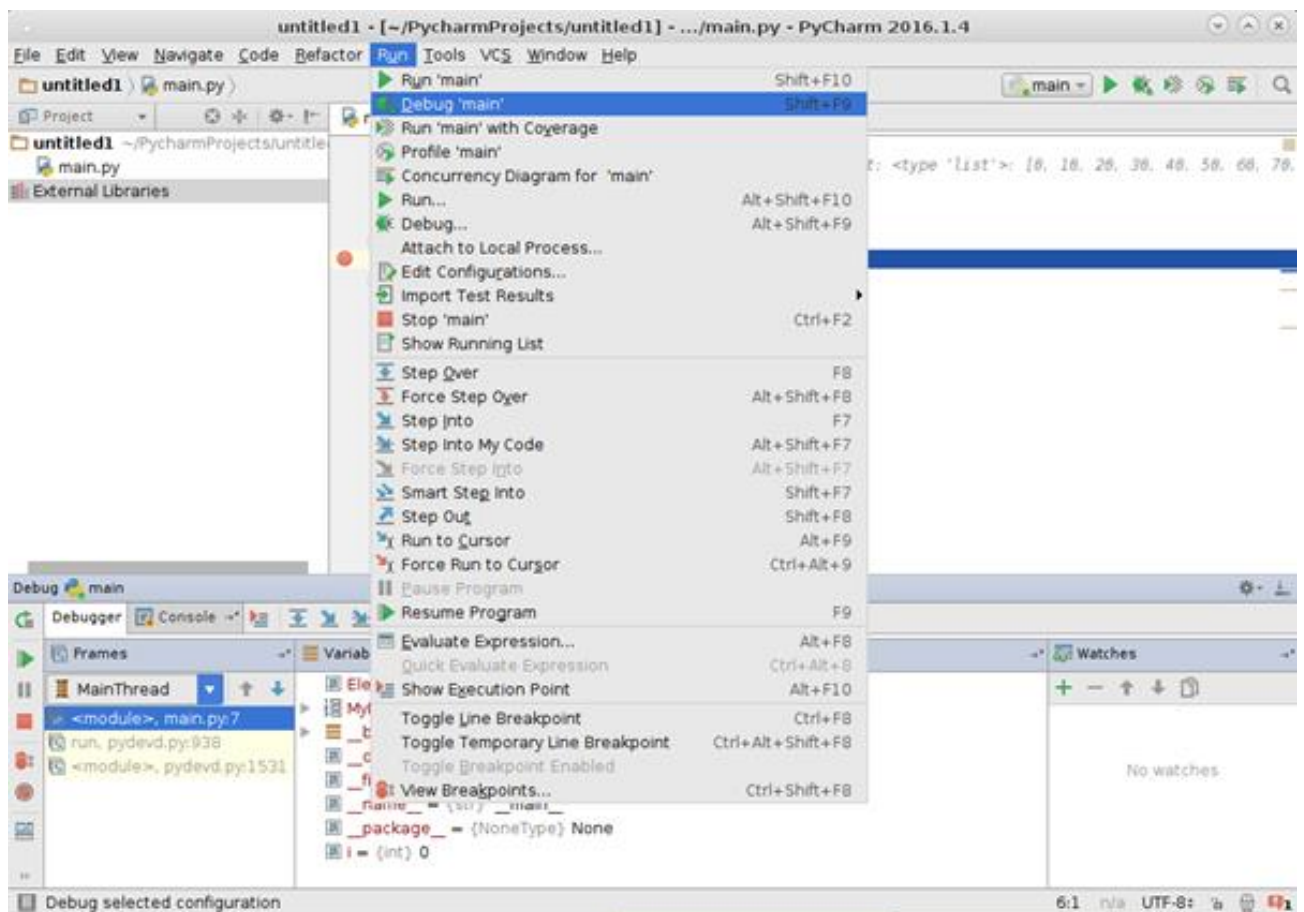 untitled1 - [~/PycharmProjects/untitled1] - .../main.py - PyCharm 2016.1.4
File Edit View Navigate Code Refactor Run Tools VCS Window Help
untitled1 main.py
main
Project
untitled1 ~/PycharmProjects/untitle
main.py
External Libraries
t: <type 'list'>: [0, 10, 20, 30, 40, 50, 60, 70,
Run 'main' Shift+F10
Debug 'main' Shift+F9
Run 'main' with Coverage
Profile 'main'
Concurrency Diagram for 'main'
Run... Alt+Shift+F10
Debug... Alt+Shift+F9
Attach to Local Process...
Edit Configurations...
Import Test Results
Stop 'main' Ctrl+F2
Show Running List
Step Over F8
Force Step Over Alt+Shift+F8
Step Into F7
Step Into My Code Alt+Shift+F7
Force Step Into Alt+Shift+F7
Smart Step Into Shift+F7
Step Out Shift+F8
Run to Cursor Alt+F9
Force Run to Cursor Ctrl+Alt+9
Pause Program
Resume Program F9
Evaluate Expression... Alt+F8
Quick Evaluate Expression Ctrl+Alt+8
Show Execution Point Alt+F10
Toggle Line Breakpoint Ctrl+F8
Toggle Temporary Line Breakpoint Ctrl+Alt+Shift+F8
Toggle Breakpoint Enabled
View Breakpoints... Ctrl+Shift+F8
Debug main
Debugger Console
Frames
MainThread
<module>, main.py:7
run, pydevd.py:938
<module>, pydevd.py:1531
Variab
Ele
__name__ = {str} '__main__'
__package__ = {NoneType} None
i = {int} 0
Watches
No watches
Debug selected configuration
6:1 n/a UTF-8